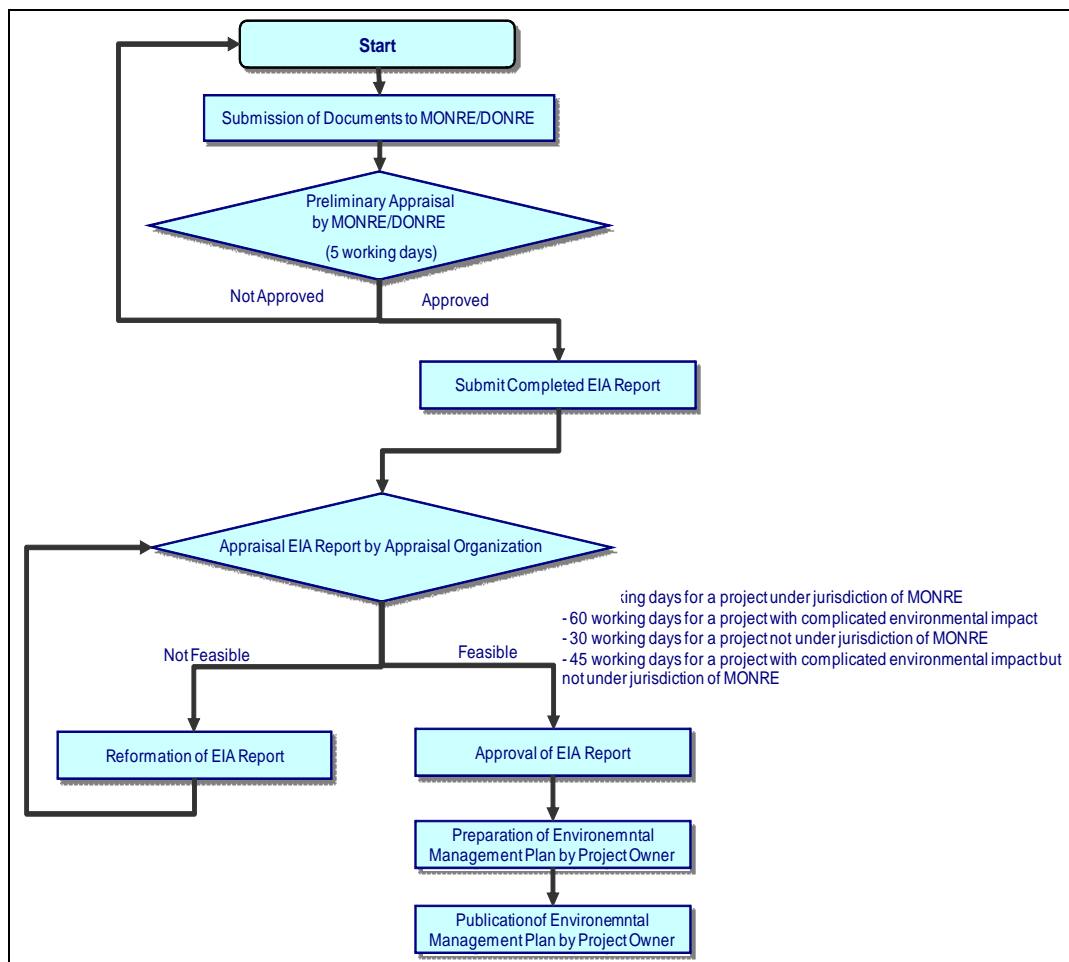 Start
Submission of Documents to MONRE/DONRE
Preliminary Appraisal
by MONRE/DONRE
(5 working days)
Not Approved
Approved
Submit Completed EIA Report
Appraisal EIA Report by Appraisal Organization
days for a project under jurisdiction of MONRE
- 60 working days for a project with complicated environmental impact
- 30 working days for a project not under jurisdiction of MONRE
- 45 working days for a project with complicated environmental impact but
not under jurisdiction of MONRE
Not Feasible
Feasible
Reformation of EIA Report
Approval of EIA Report
Preparation of Environemntal
Management Plan by Project Owner
Publication of Environemntal
Management Plan by Project Owner